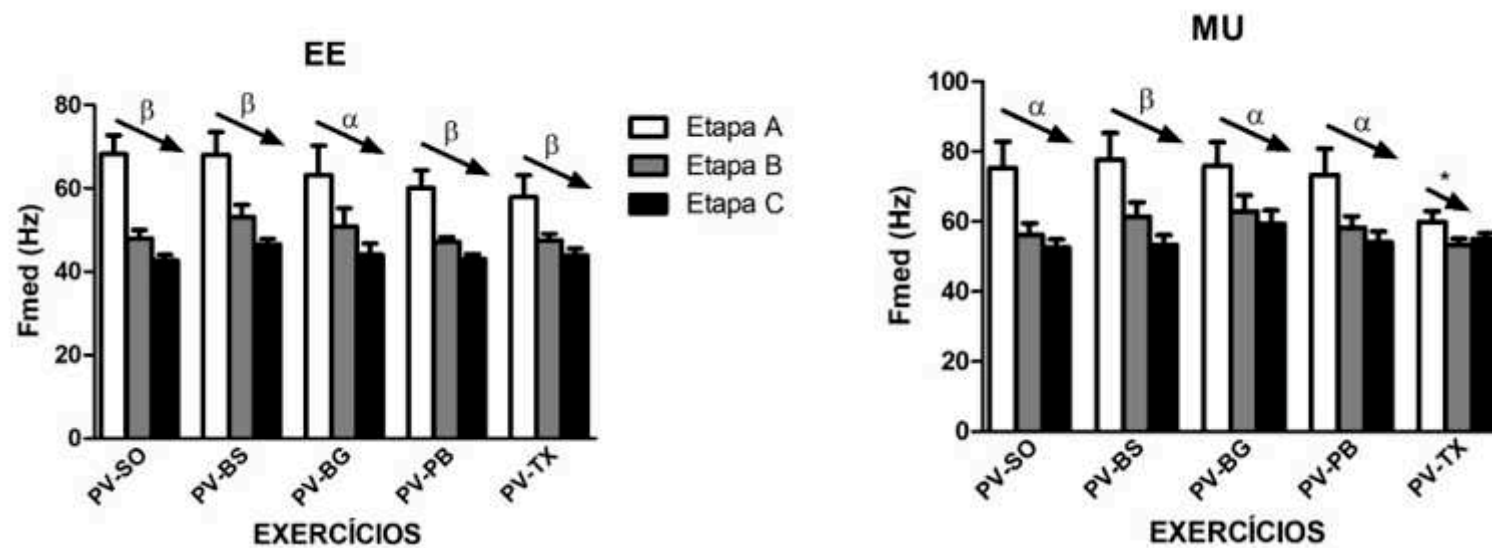 EE
β
β
α
β
β
80
60
40
20
0
Fmed (Hz)
PV-SO
PV-BS
PV-BG
PV-PB
PV-TX
EXERCÍCIOS
Etapa A
Etapa B
Etapa C
MU
α
β
α
α
*
100
80
60
40
20
0
Fmed (Hz)
PV-SO
PV-BS
PV-BG
PV-PB
PV-TX
EXERCÍCIOS